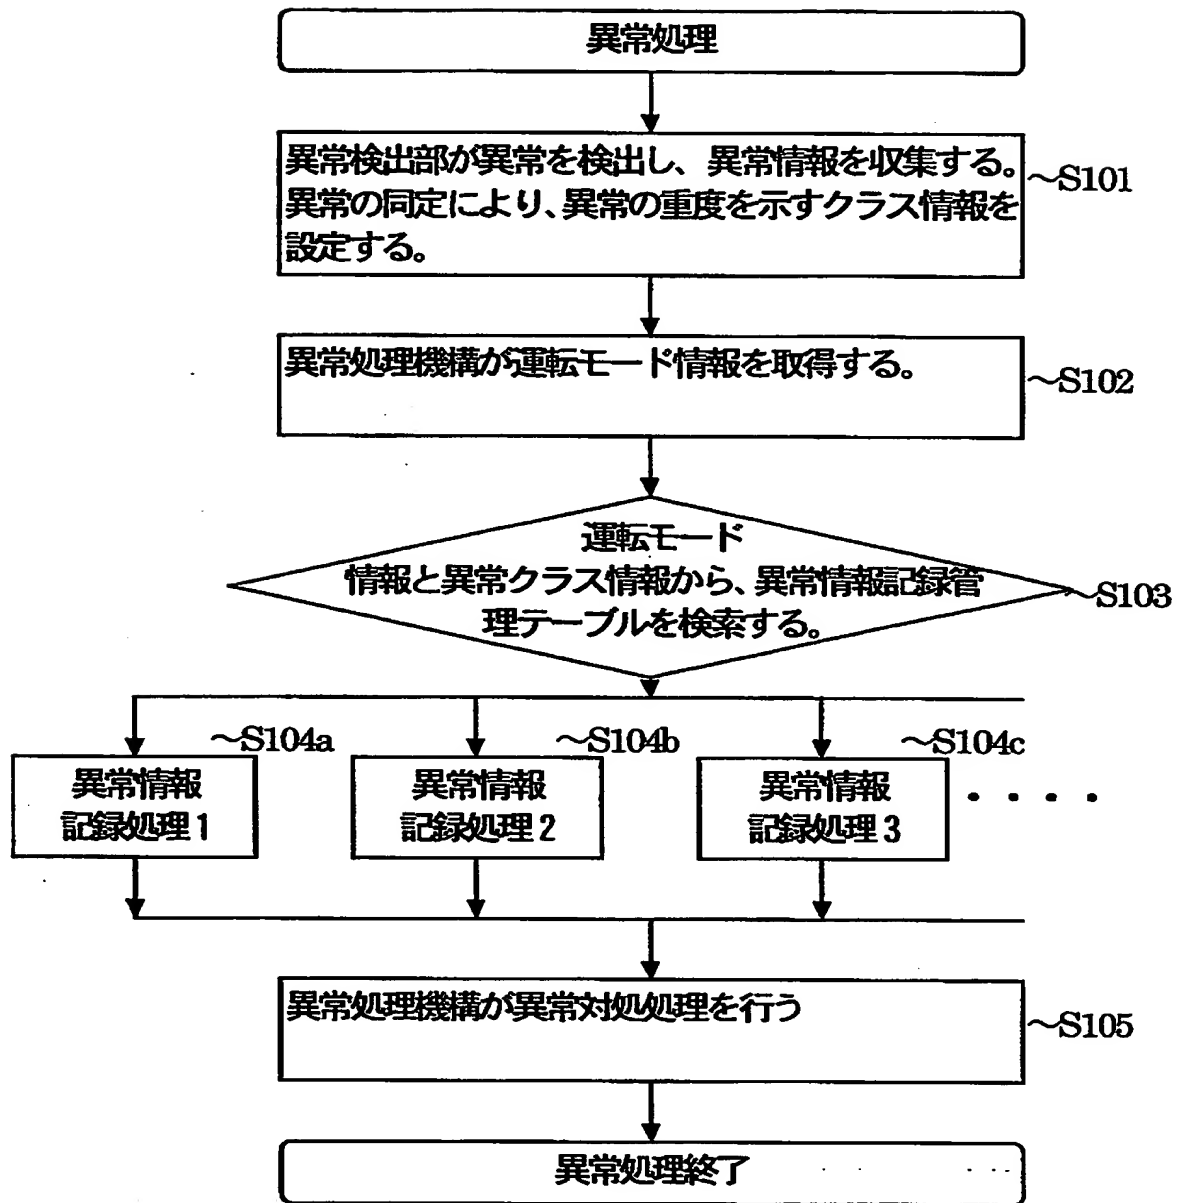 異常処理
異常検出部が異常を検出し、異常情報を収集する。
異常の同定により、異常の重度を示すクラス情報を
設定する。
～S101
異常処理機構が運転モード情報を取得する。
～S102
運転モード
情報と異常クラス情報から、異常情報記録管
理テーブルを検索する。
～S103
～S104a
～S104b
～S104c
異常情報
記録処理1
異常情報
記録処理2
異常情報
記録処理3
・・・・
異常処理機構が異常対処処理を行う
～S105
異常処理終了